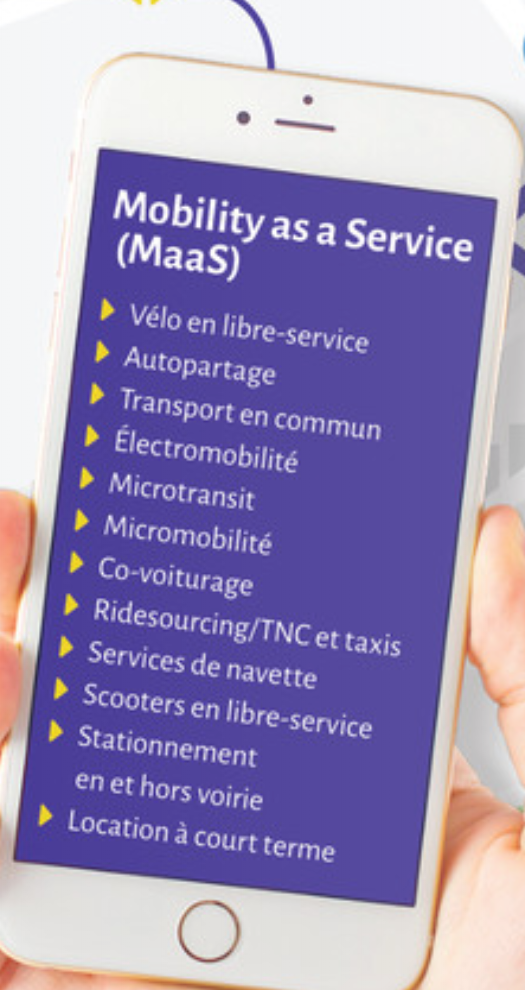 Mobility as a Service
(MaaS)
Vélo en libre-service
Autopartage
Transport en commun
Électromobilité
Microtransit
Micromobilité
Co-voiturage
Ridesourcing/TNC et taxis
Services de navette
Scooters en libre-service
Stationnement
en et hors voirie
Location à court terme